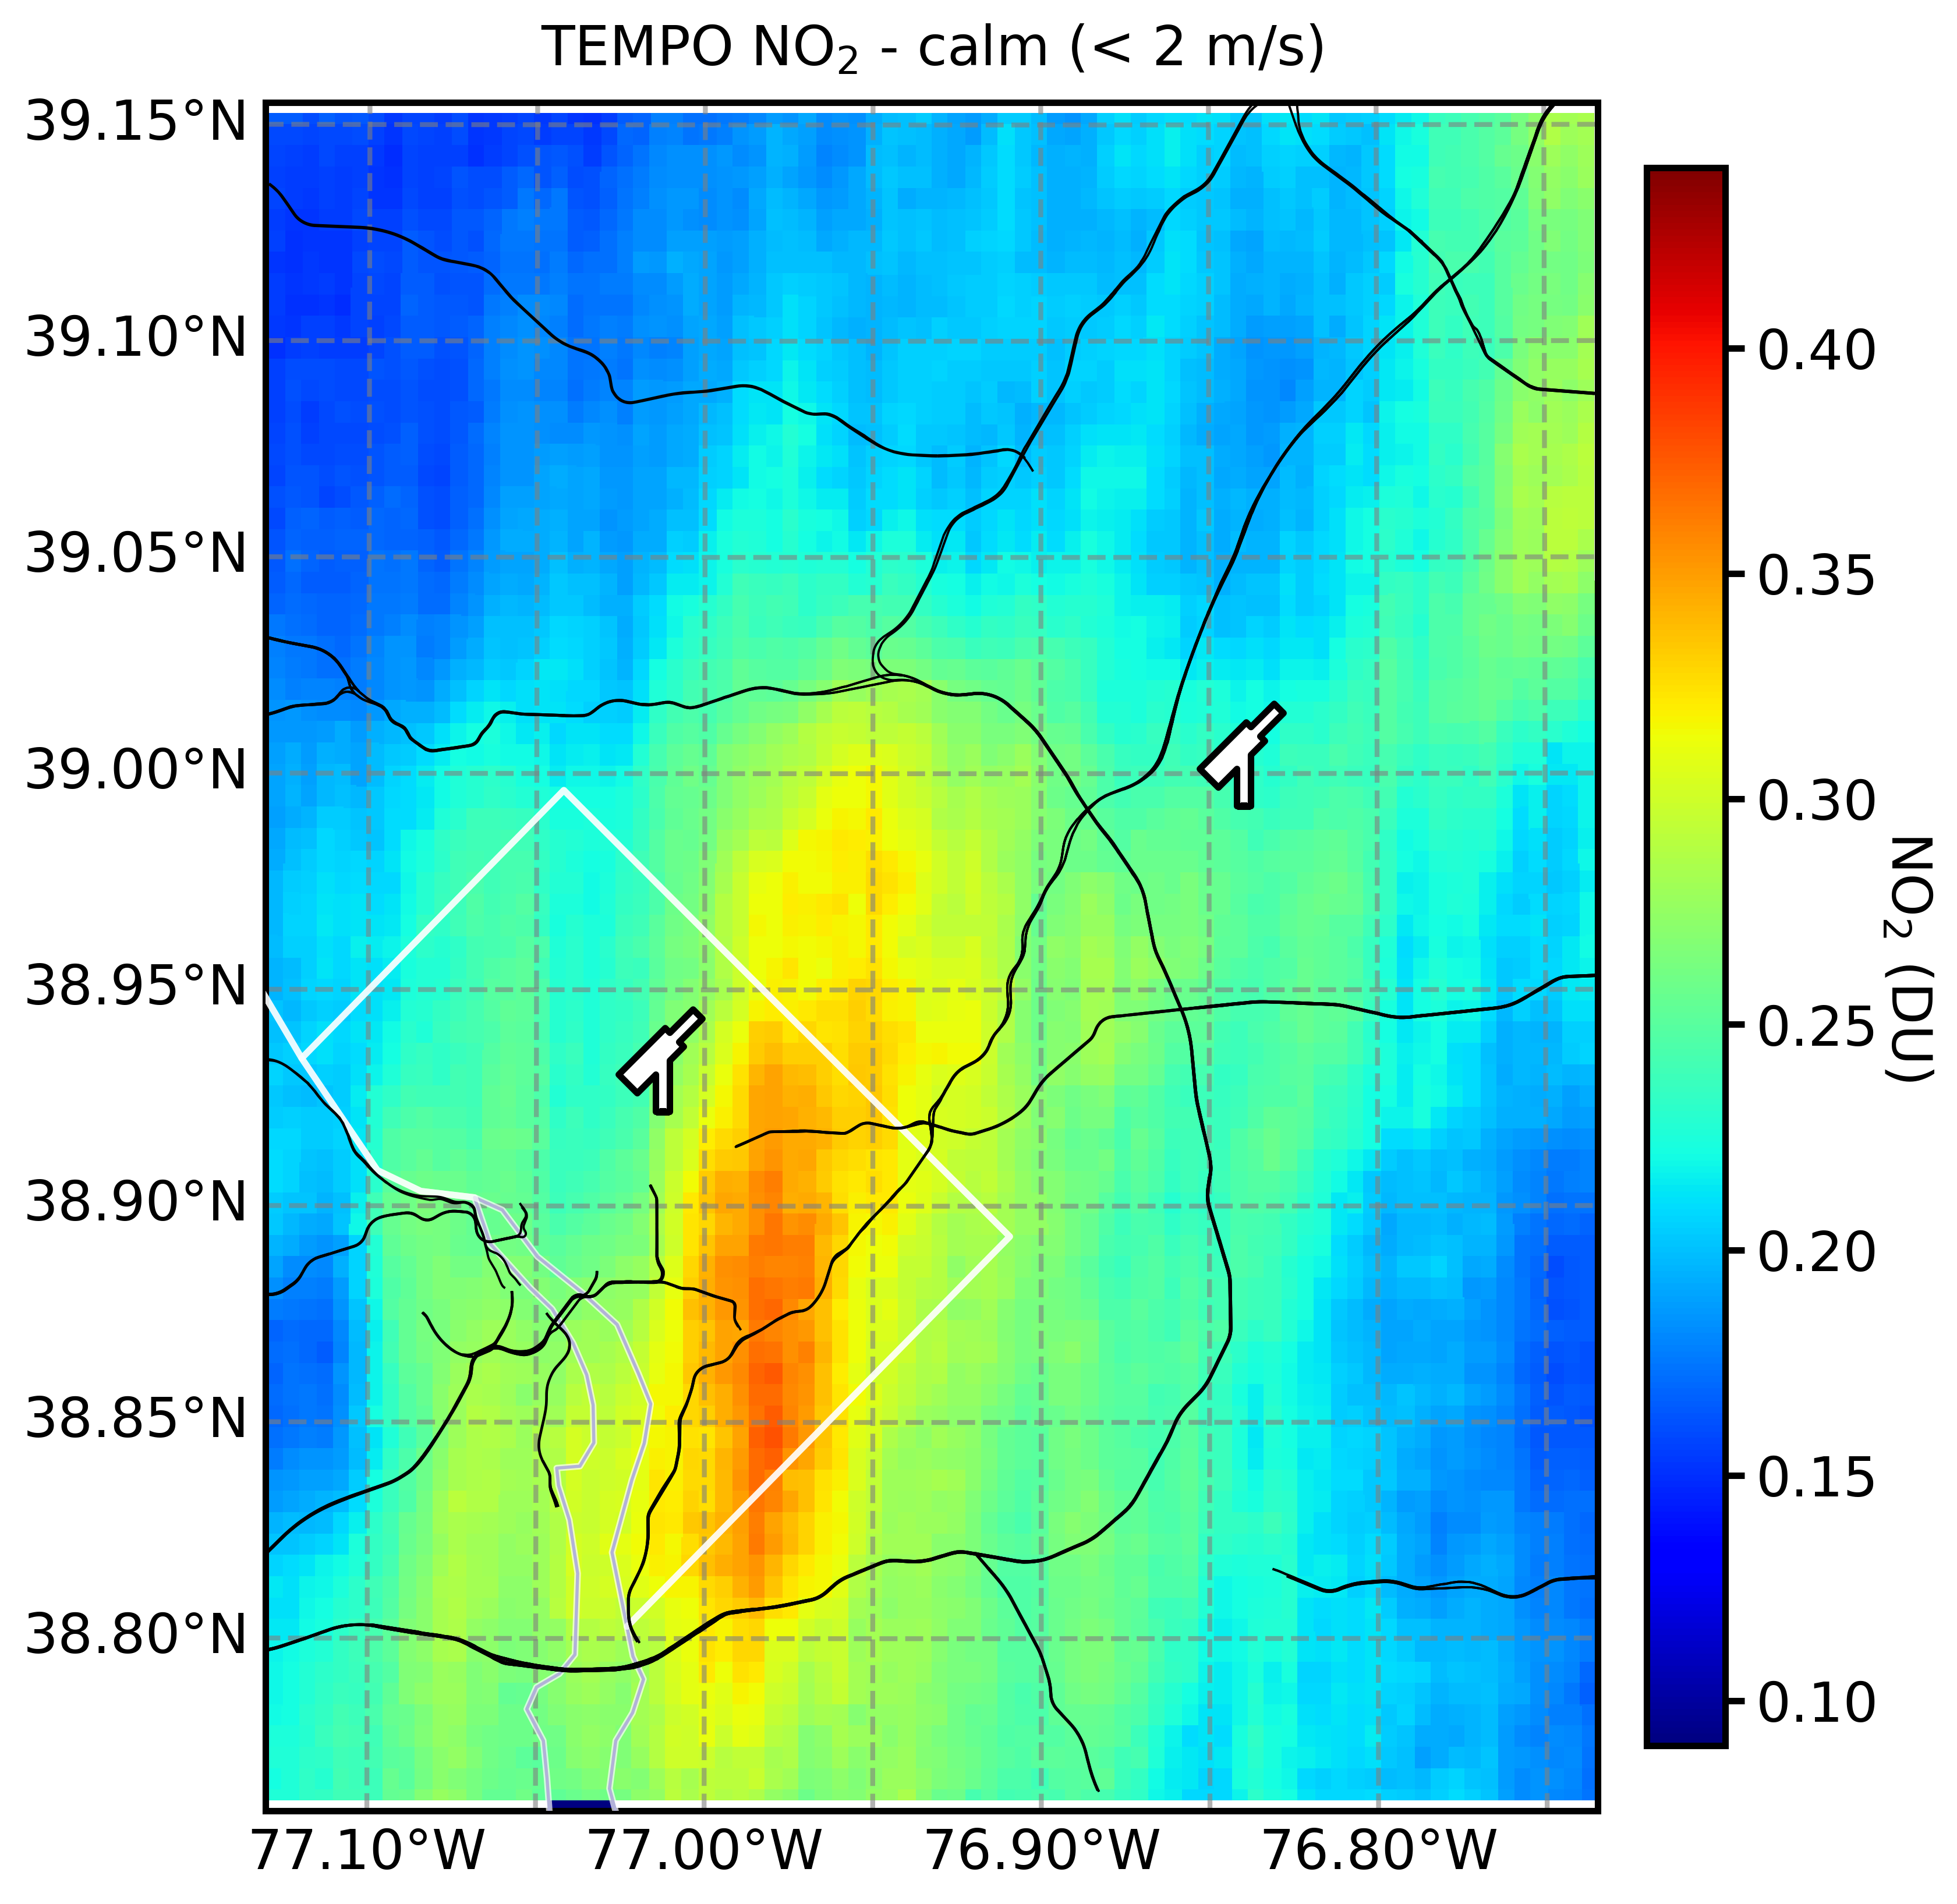 TEMPO NO₂ - calm (< 2 m/s)
39.15°N
39.10°N
39.05°N
39.00°N
38.95°N
38.90°N
38.85°N
38.80°N
77.10°W
77.00°W
76.90°W
76.80°W
0.40
0.35
0.30
0.25
0.20
0.15
0.10
NO₂ (DU)